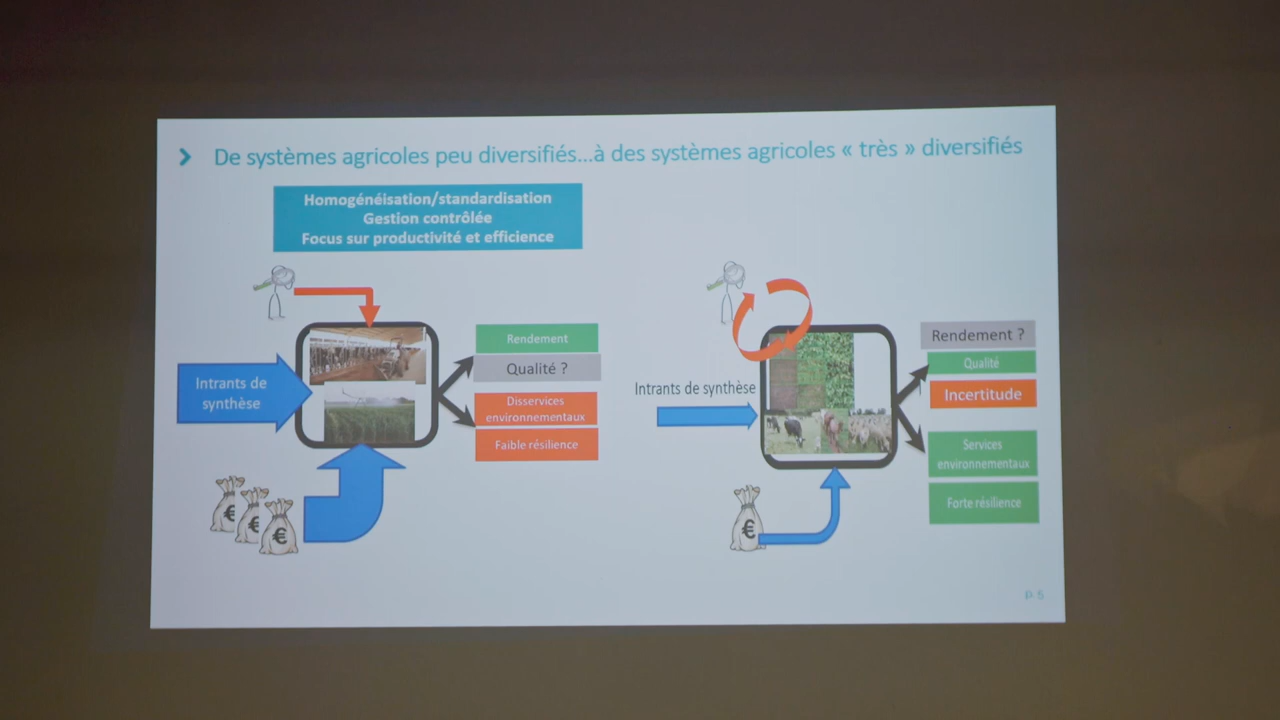 De systèmes agricoles peu diversifiés...à des systèmes agricoles « très » diversifiés
Homogénéisation/standardisation
Gestion contrôlée
Focus sur productivité et efficience
Intrants de
synthèse
€
€
€
Rendement
Qualité ?
Disservices
environnementaux
Faible résilience
Intrants de synthèse
€
Rendement ?
Qualité
Incertitude
Services
environnementaux
Forte résilience
p. 5